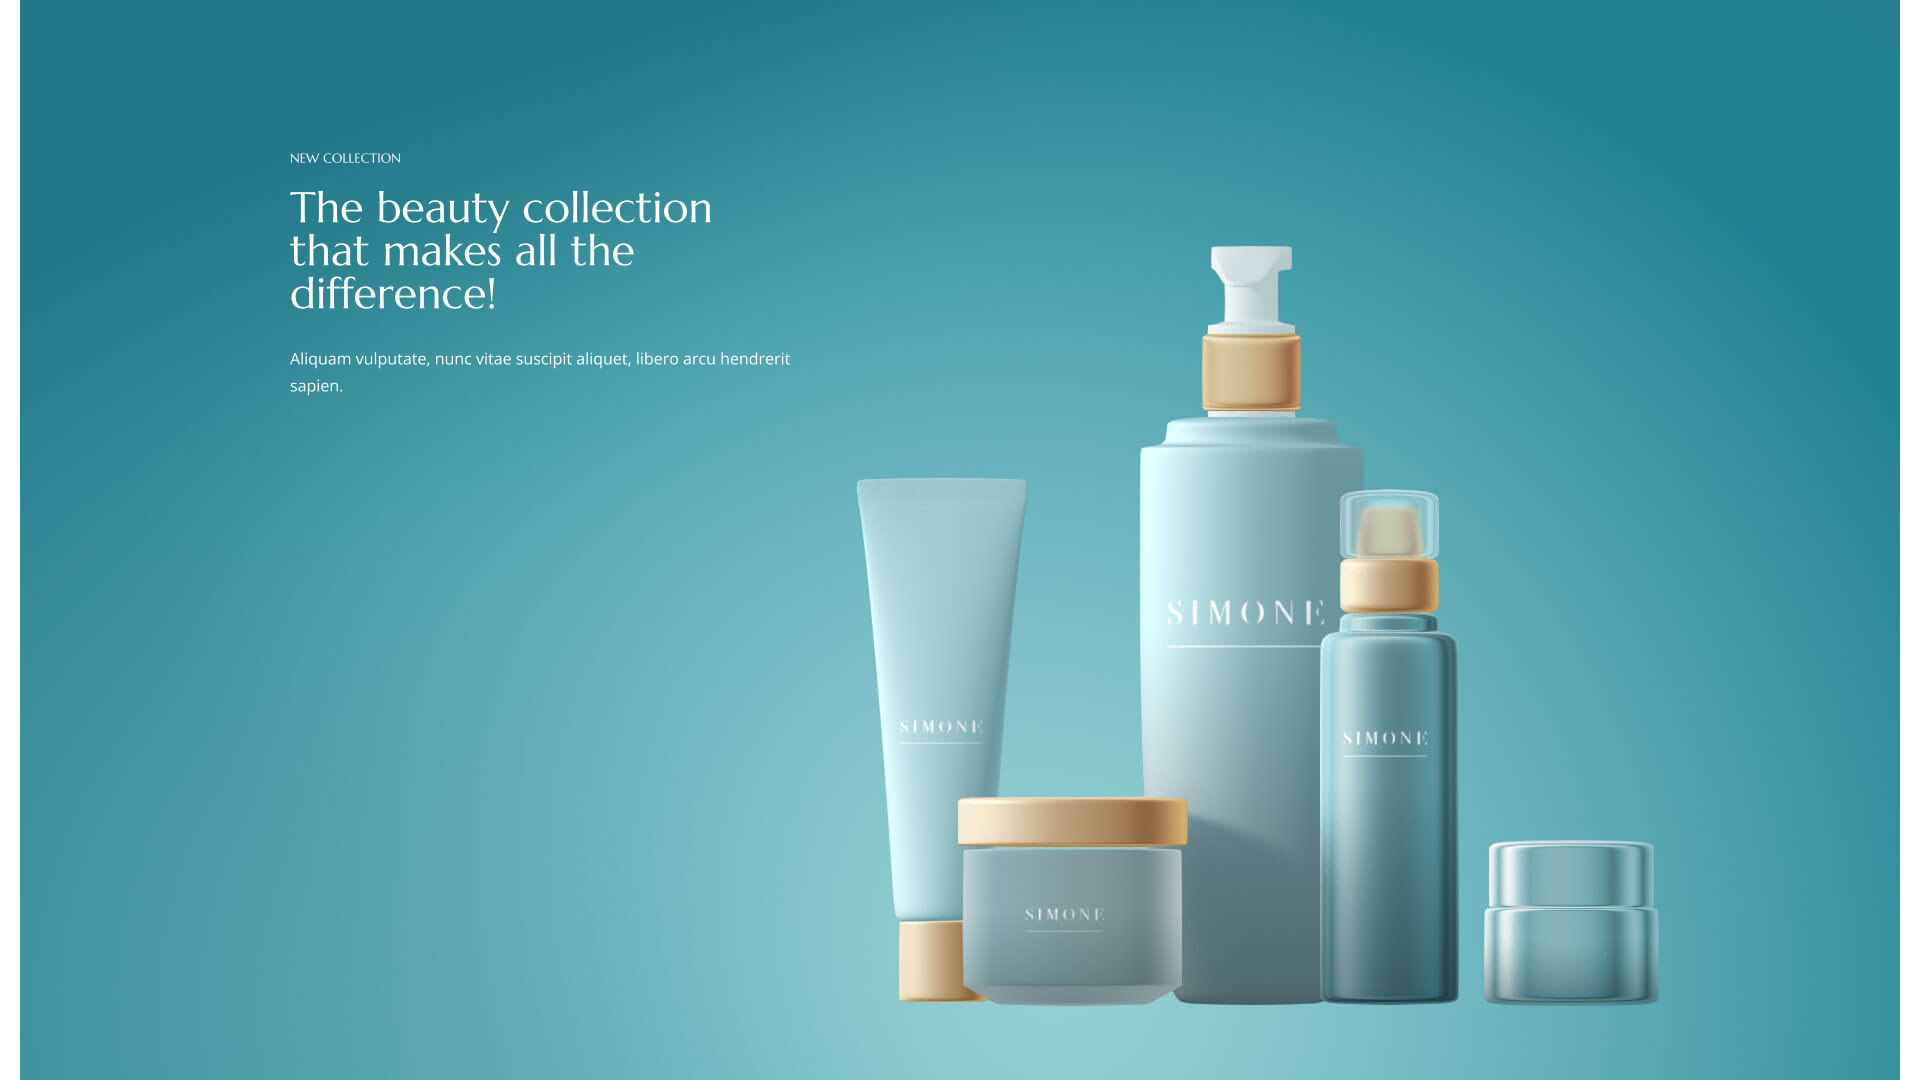 NEW COLLECTION
The beauty collection
that makes all the
difference!
Aliquam vulputate, nunc vitae suscipit aliquet, libero arcu hendrerit
sapien.
SIMONE
SIMONE
SIMONE
SIMONE